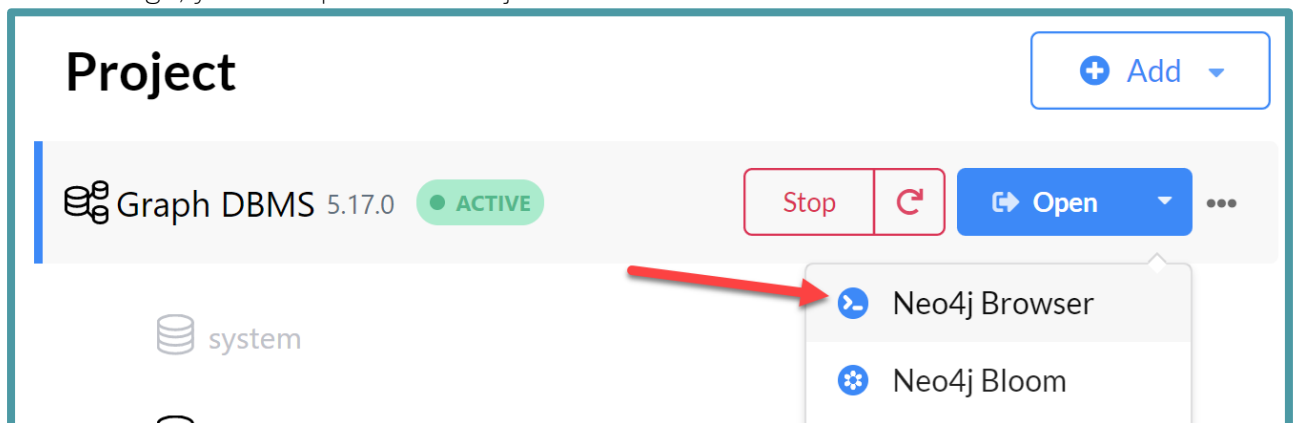 Project
Add
Graph DBMS 5.17.0 ACTIVE Stop Open
Neo4j Browser
system
Neo4j Bloom